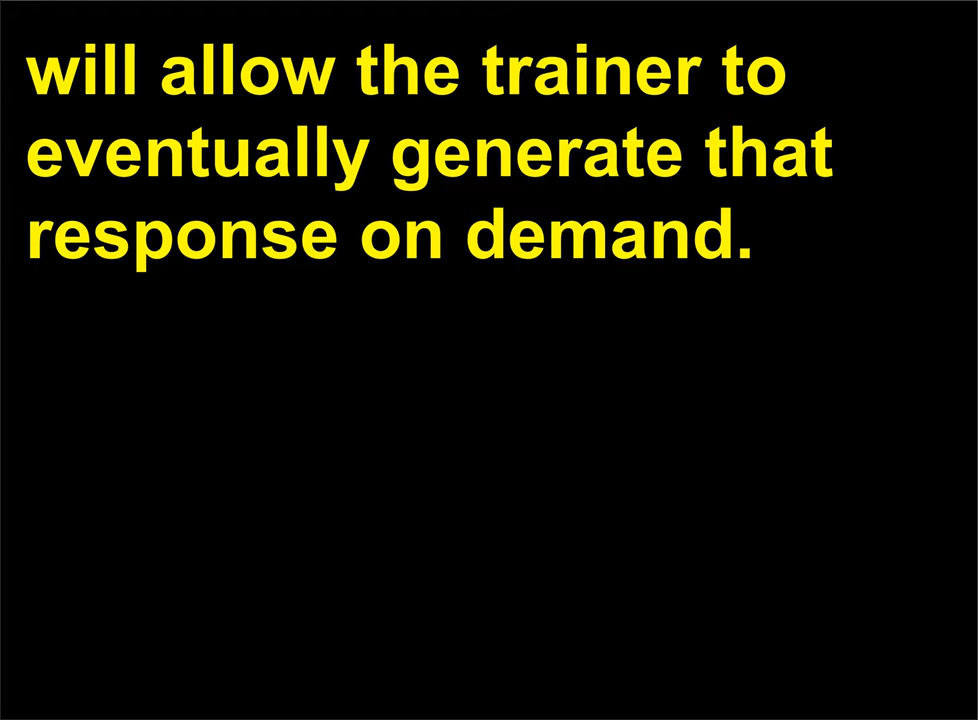 will allow the trainer to
eventually generate that
response on demand.